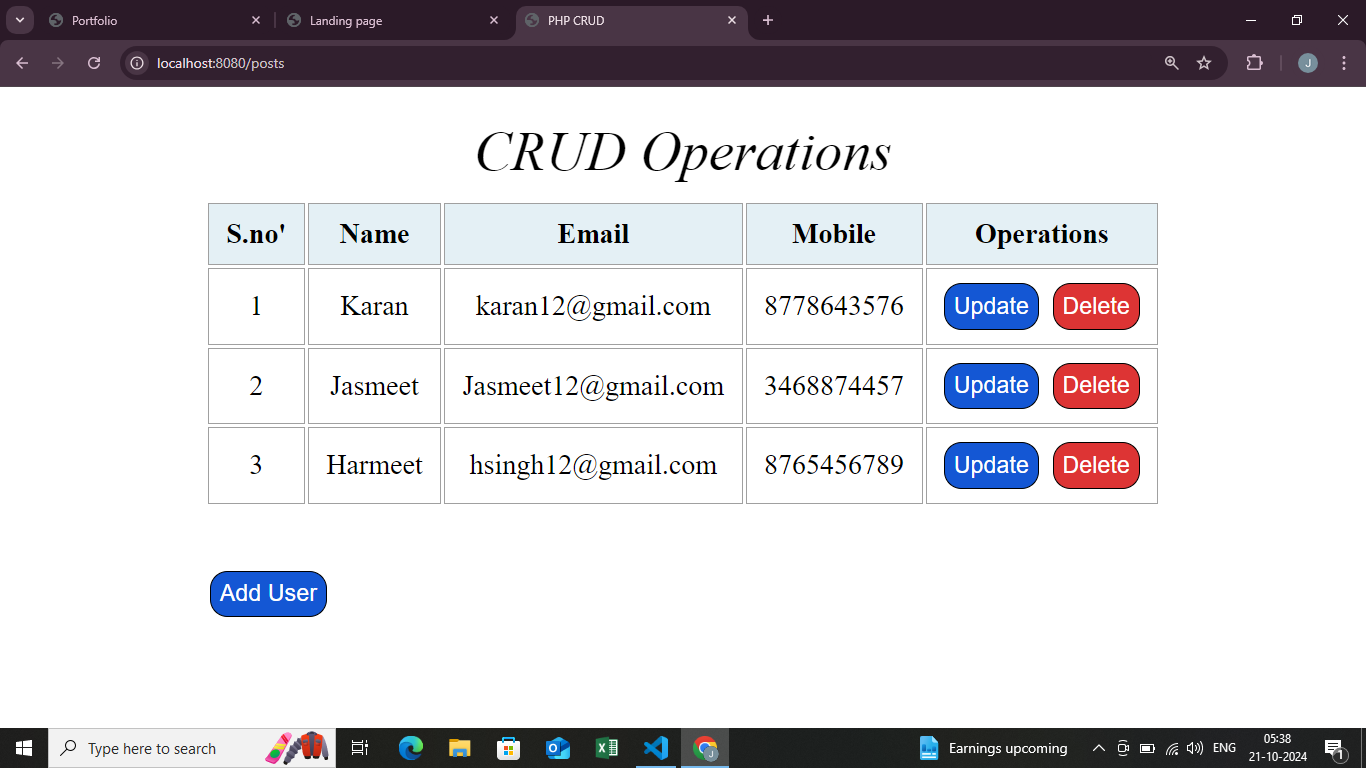 Portfolio
Landing page
PHP CRUD
localhost:8080/posts
J
CRUD Operations
S.no' Name Email Mobile Operations
1 Karan karan12@gmail.com 8778643576 Update Delete
2 Jasmeet Jasmeet12@gmail.com 3468874457 Update Delete
3 Harmeet hsingh12@gmail.com 8765456789 Update Delete
Add User
Type here to search
Earnings upcoming
ENG
05:38
21-10-2024
1